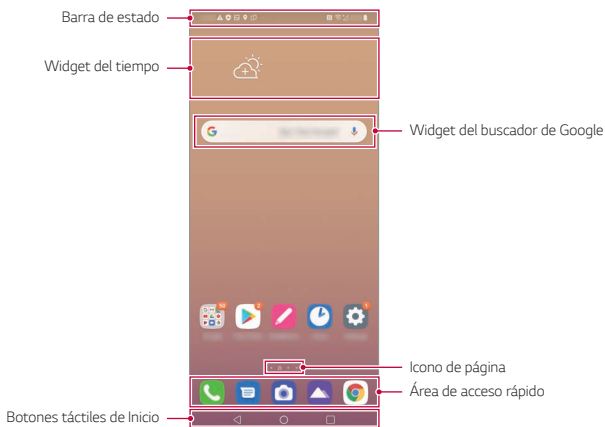 Barra de estado
Widget del tiempo
Widget del buscador de Google
Icono de página
Área de acceso rápido
Botones táctiles de Inicio